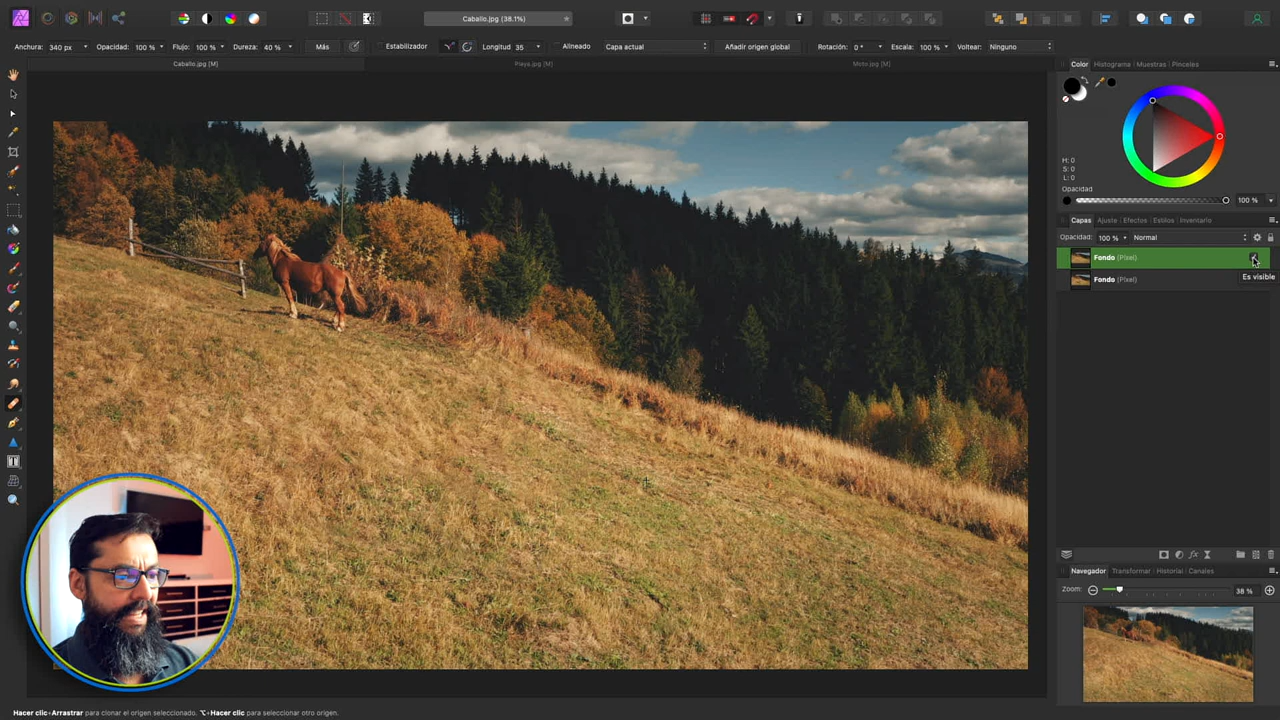 Caballo.jpg (38.1%)
Anchura: 340 px Opacidad: 100 % Flujo: 100 % Dureza: 40 % Más Estabilizador Longitud 35 Alineado Capa actual Añadir origen global Rotación: 0 ° Escala: 100 % Voltear: Ninguno
Caballo.jpg [M] Playa.jpg [M] Moto.jpg [M]
Color Histograma Muestras Pinceles
H: 0
S: 0
L: 0
Opacidad
100 %
Capas Ajuste Efectos Estilos Inventario
Opacidad: 100 % Normal
Fondo (Píxel)
Es visible
Fondo (Píxel)
Navegador Transformar Historial Canales
Zoom: 38 %
Hacer clic+Arrastrar para clonar el origen seleccionado. ⌥+Hacer clic para seleccionar otro origen.